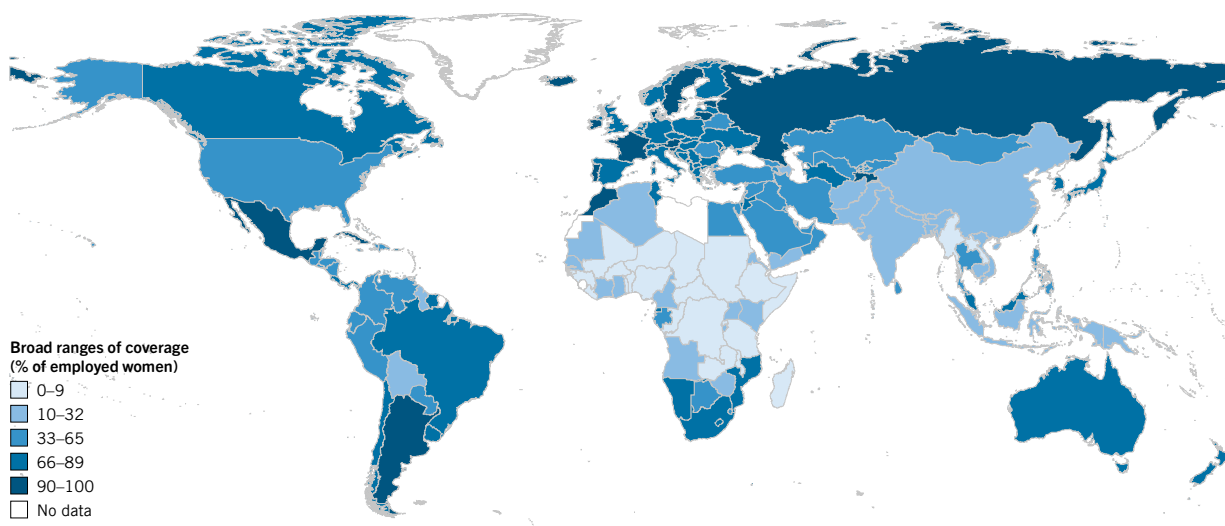 Broad ranges of coverage
(% of employed women)
0–9
10–32
33–65
66–89
90–100
No data